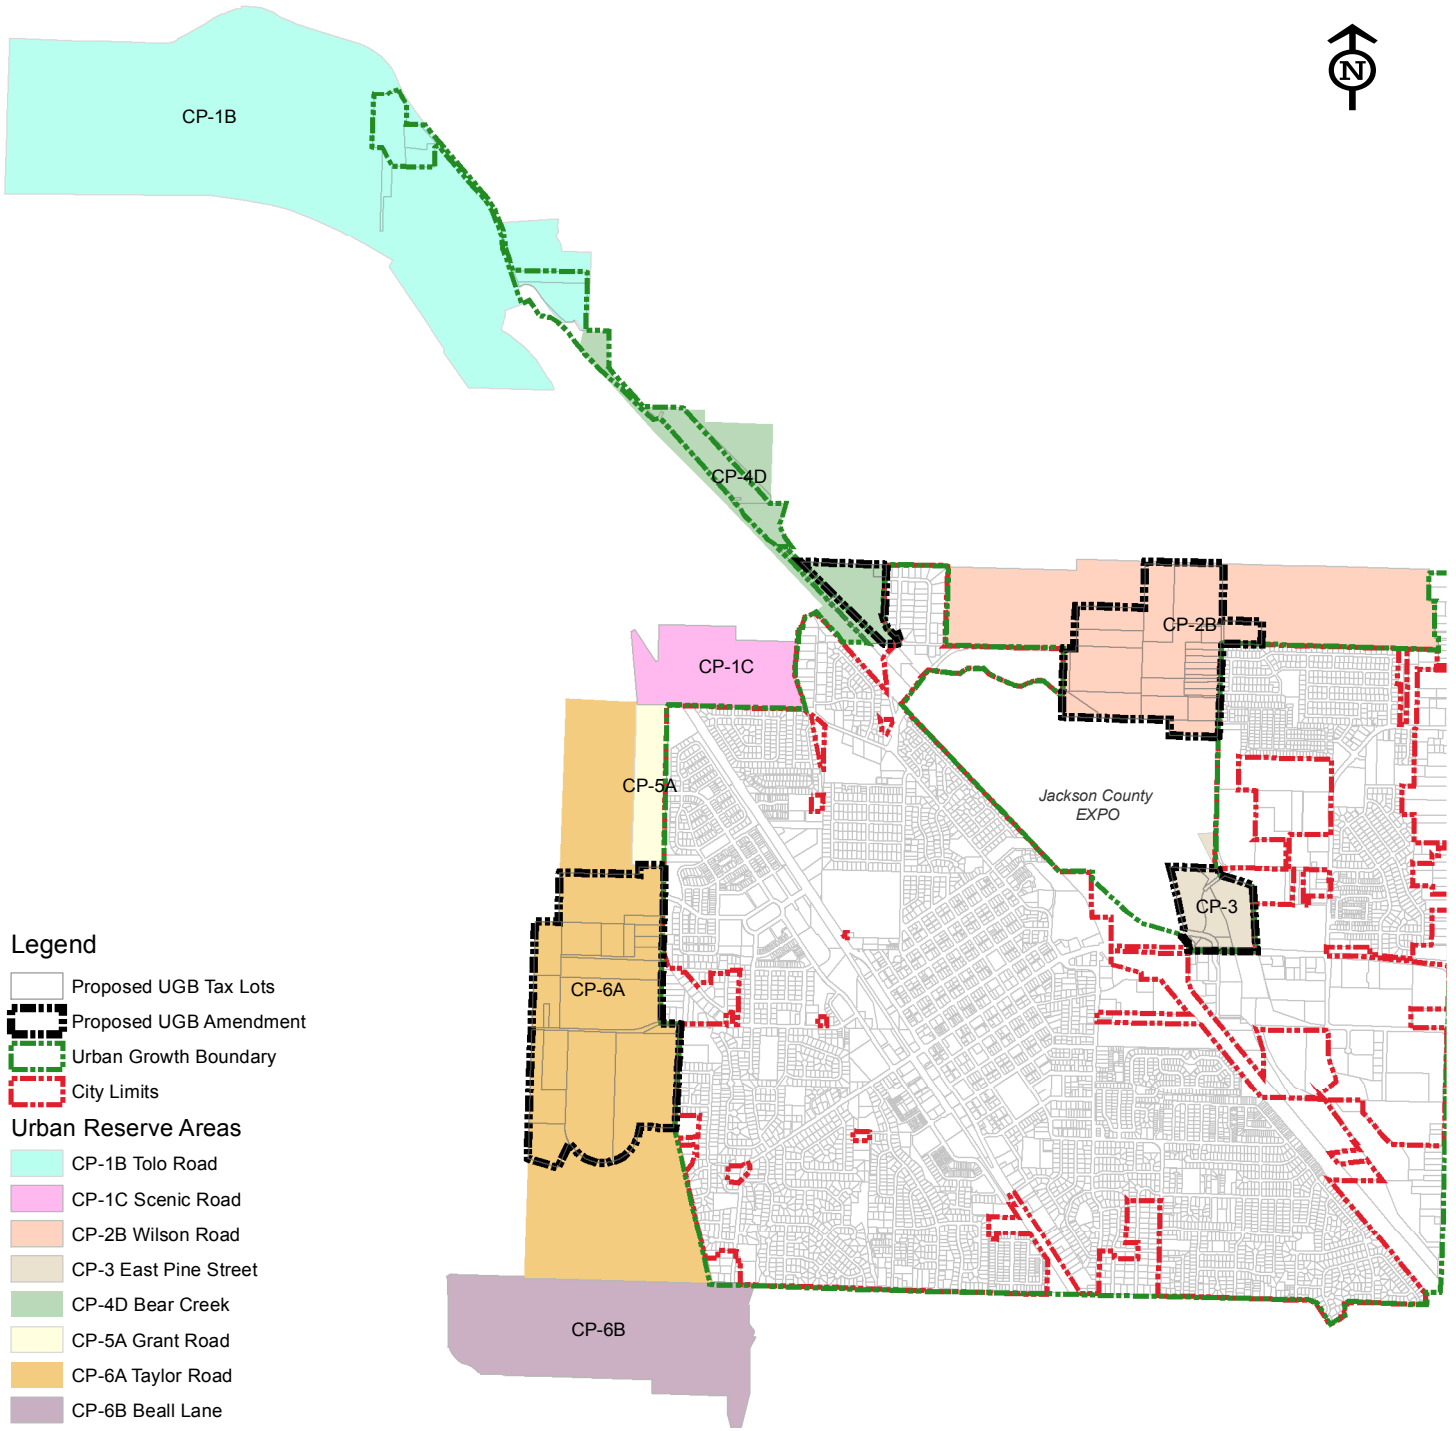 N
CP-1B
CP-4D
CP-2B
CP-1C
CP-5A
Jackson County
EXPO
CP-3
CP-6A
CP-6B
Legend
Proposed UGB Tax Lots
Proposed UGB Amendment
Urban Growth Boundary
City Limits
Urban Reserve Areas
CP-1B Tolo Road
CP-1C Scenic Road
CP-2B Wilson Road
CP-3 East Pine Street
CP-4D Bear Creek
CP-5A Grant Road
CP-6A Taylor Road
CP-6B Beall Lane